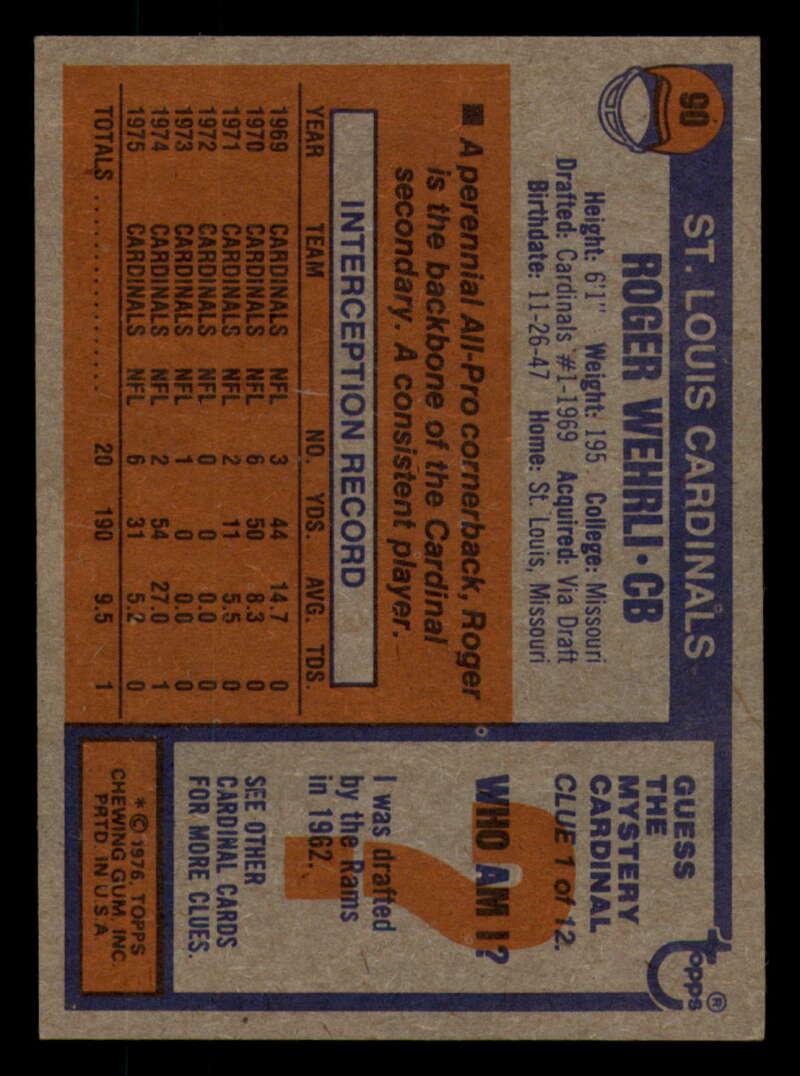 90
ST. LOUIS CARDINALS
ROGER WEHRLI•CB
Height: 6'1" Weight: 195 College: Missouri
Drafted: Cardinals #1-1969 Acquired: Via Draft
Birthdate: 11-26-47 Home: St. Louis, Missouri
■ A perennial All-Pro cornerback, Roger
is the backbone of the Cardinal
secondary. A consistent player.
INTERCEPTION RECORD
YEAR TEAM NO. YDS. AVG. TDS.
1969 CARDINALS NFL 3 44 14.7 0
1970 CARDINALS NFL 6 50 8.3 0
1971 CARDINALS NFL 2 11 5.5 0
1972 CARDINALS NFL 0 0 0.0 0
1973 CARDINALS NFL 1 0 0.0 0
1974 CARDINALS NFL 2 54 27.0 1
1975 CARDINALS NFL 6 31 5.2 0
TOTALS .................. 20 190 9.5 1
topps®
GUESS
THE
MYSTERY
CARDINAL
CLUE 1 of 12.
WHO AM I?
?
I was drafted
by the Rams
in 1962.
SEE OTHER
CARDINAL CARDS
FOR MORE CLUES.
* © 1976, TOPPS
CHEWING GUM, INC.
PRTD IN U S A